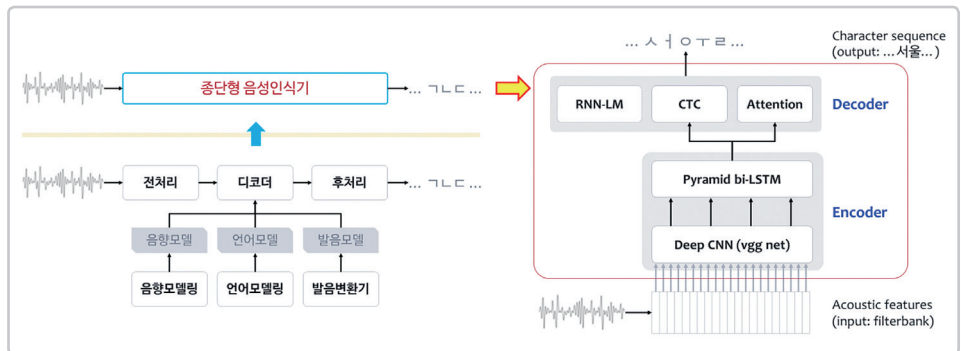 종단형 음성인식기
... ㄱㄴㄷ ...
전처리
디코더
후처리
... ㄱㄴㄷ ...
음향모델
언어모델
발음모델
음향모델링
언어모델링
발음변환기
... ㅅ ㅓ ㅇ ㅜ ㄹ ...
Character sequence
(output: ... 서울... )
RNN-LM
CTC
Attention
Decoder
Pyramid bi-LSTM
Encoder
Deep CNN (vgg net)
Acoustic features
(input: filterbank)